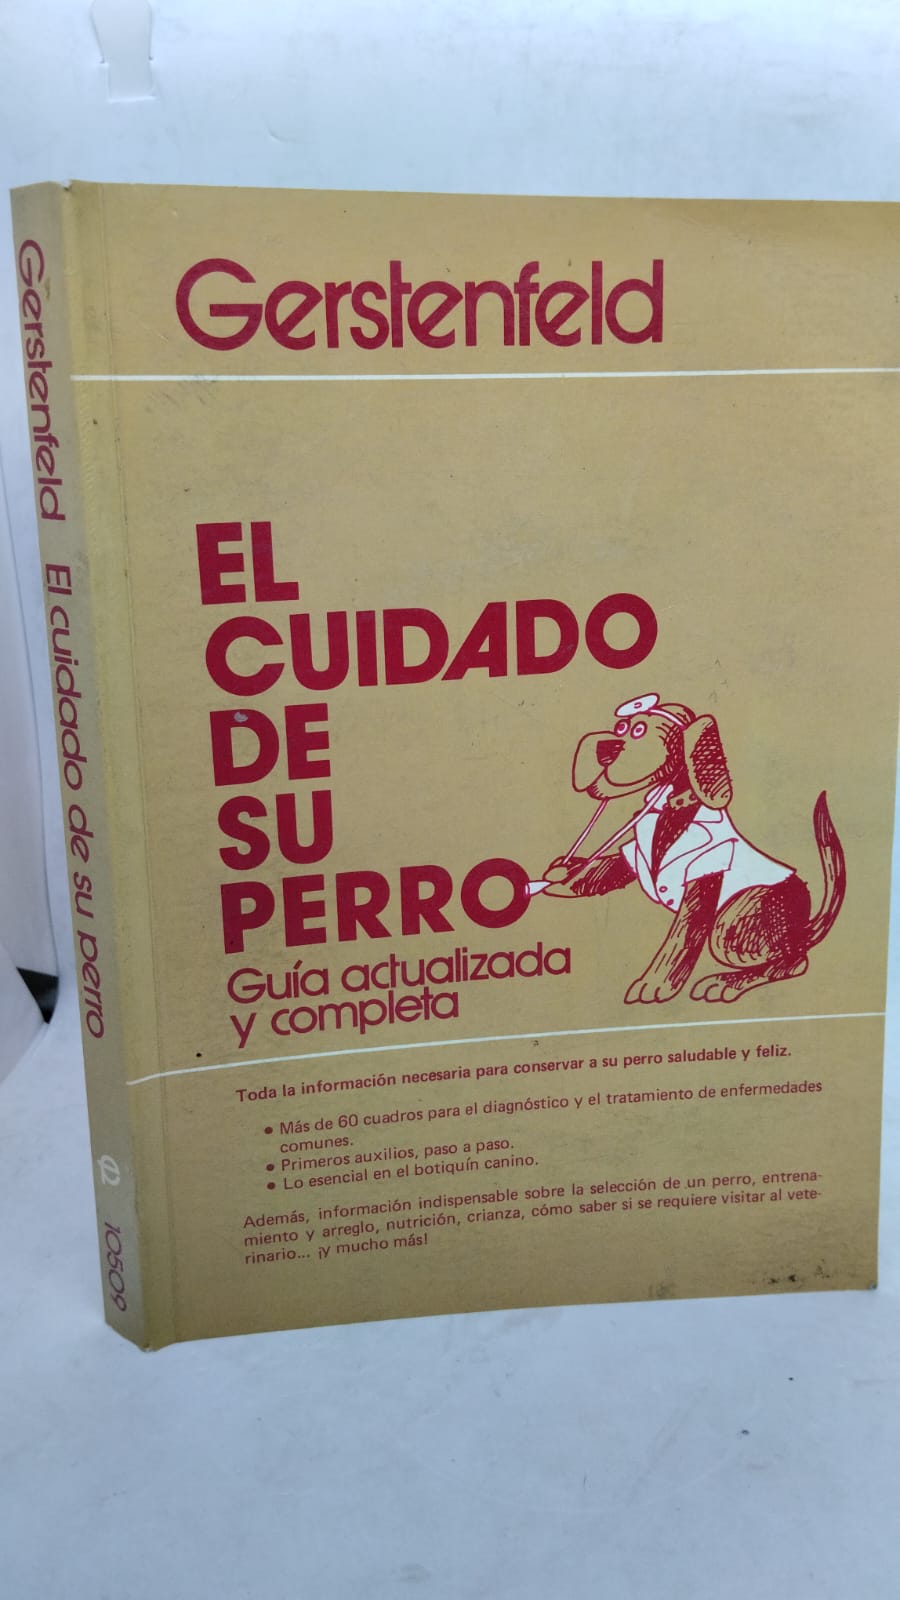 Gerstenfeld
EL
CUIDADO
DE
SU
PERRO
Guía actualizada
y completa
Toda la información necesaria para conservar a su perro saludable y feliz.
● Más de 60 cuadros para el diagnóstico y el tratamiento de enfermedades
comunes.
● Primeros auxilios, paso a paso.
● Lo esencial en el botiquín canino.
Además, información indispensable sobre la selección de un perro, entrena-
miento y arreglo, nutrición, crianza, cómo saber si se requiere visitar al vete-
rinario... ¡y mucho más!
Gerstenfeld El cuidado de su perro 10509